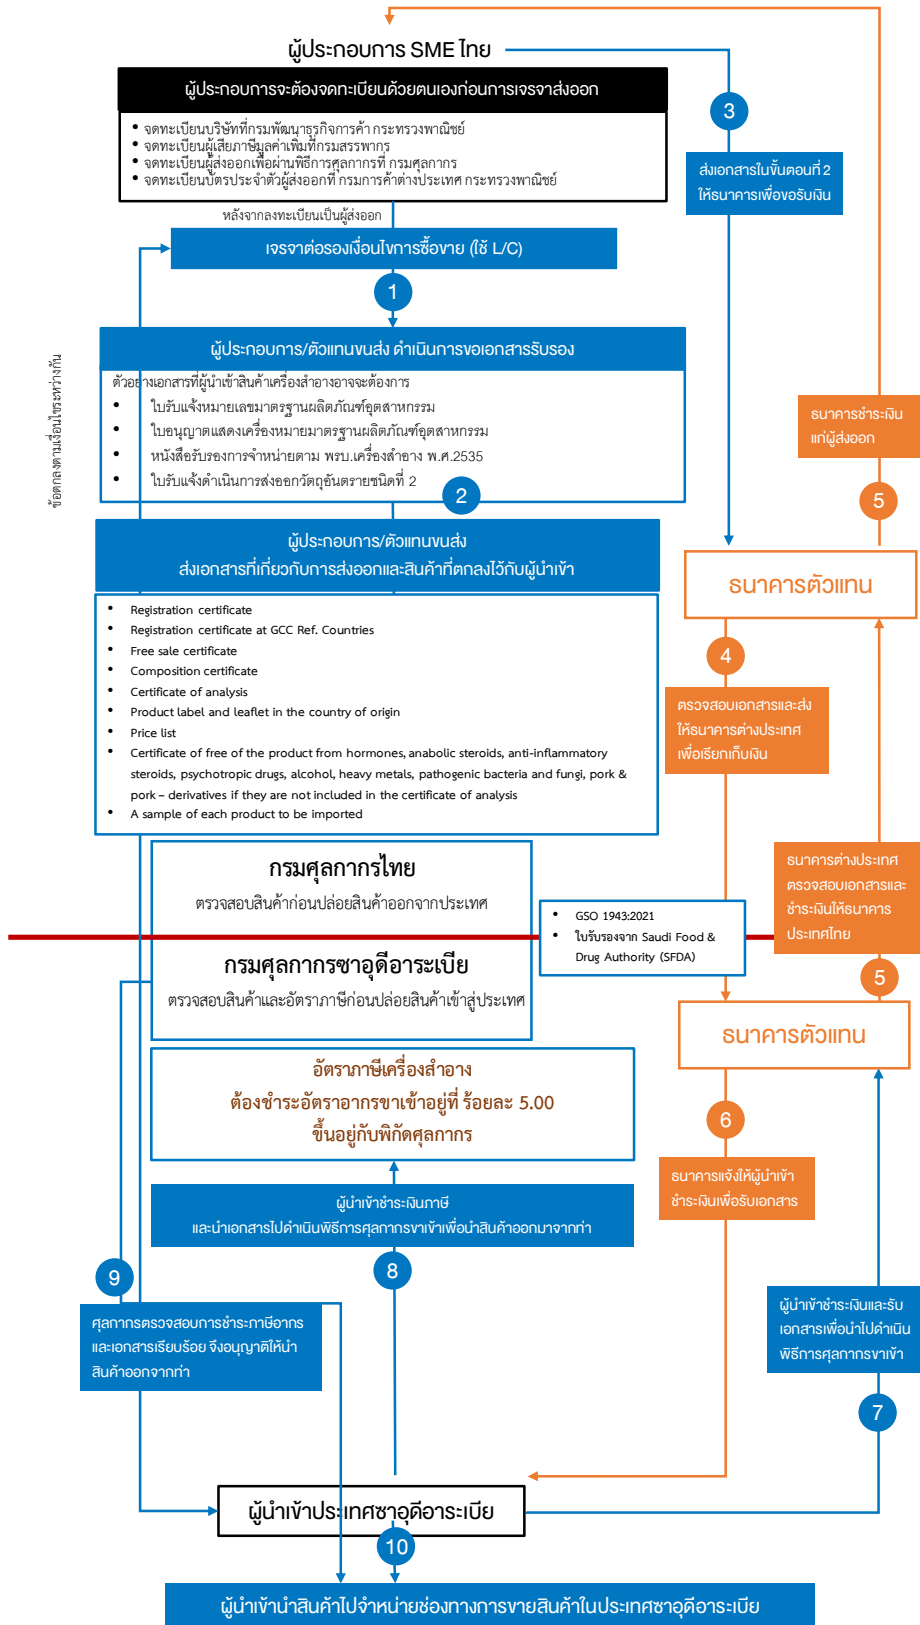 ผู้ประกอบการ SME ไทย
ผู้ประกอบการจะต้องจดทะเบียนด้วยตนเองก่อนการเจรจาส่งออก
• จดทะเบียนบริษัทที่กรมพัฒนาธุรกิจการค้า กระทรวงพาณิชย์
• จดทะเบียนผู้เสียภาษีมูลค่าเพิ่มที่กรมสรรพากร
• จดทะเบียนผู้ส่งออกเพื่อผ่านพิธีการศุลกากรที่ กรมศุลกากร
• จดทะเบียนบัตรประจำตัวผู้ส่งออกที่ กรมการค้าต่างประเทศ กระทรวงพาณิชย์
3
ส่งเอกสารในขั้นตอนที่ 2
ให้ธนาคารเพื่อขอรับเงิน
หลังจากลงทะเบียนเป็นผู้ส่งออก
เจรจาต่อรองเงื่อนไขการซื้อขาย (ใช้ L/C)
1
ข้อตกลงตามเงื่อนไขระหว่างกัน
ผู้ประกอบการ/ตัวแทนขนส่ง ดำเนินการขอเอกสารรับรอง
ตัวอย่างเอกสารที่ผู้นำเข้าสินค้าเครื่องสำอางอาจจะต้องการ
• ใบรับแจ้งหมายเลขมาตรฐานผลิตภัณฑ์อุตสาหกรรม
• ใบอนุญาตแสดงเครื่องหมายมาตรฐานผลิตภัณฑ์อุตสาหกรรม
• หนังสือรับรองการจำหน่ายตาม พรบ.เครื่องสำอาง พ.ศ.2535
• ใบรับแจ้งดำเนินการส่งออกวัตถุอันตรายชนิดที่ 2
2
ธนาคารชำระเงิน
แก่ผู้ส่งออก
5
ผู้ประกอบการ/ตัวแทนขนส่ง
ส่งเอกสารที่เกี่ยวกับการส่งออกและสินค้าที่ตกลงไว้กับผู้นำเข้า
ธนาคารตัวแทน
• Registration certificate
• Registration certificate at GCC Ref. Countries
• Free sale certificate
• Composition certificate
• Certificate of analysis
• Product label and leaflet in the country of origin
• Price list
• Certificate of free of the product from hormones, anabolic steroids, anti-inflammatory
steroids, psychotropic drugs, alcohol, heavy metals, pathogenic bacteria and fungi, pork &
pork – derivatives if they are not included in the certificate of analysis
• A sample of each product to be imported
4
ตรวจสอบเอกสารและส่ง
ให้ธนาคารต่างประเทศ
เพื่อเรียกเก็บเงิน
กรมศุลกากรไทย
ตรวจสอบสินค้าก่อนปล่อยสินค้าออกจากประเทศ
• GSO 1943:2021
• ใบรับรองจาก Saudi Food &
Drug Authority (SFDA)
ธนาคารต่างประเทศ
ตรวจสอบเอกสารและ
ชำระเงินให้ธนาคาร
ประเทศไทย
5
กรมศุลกากรซาอุดีอาระเบีย
ตรวจสอบสินค้าและอัตราภาษีก่อนปล่อยสินค้าเข้าสู่ประเทศ
ธนาคารตัวแทน
อัตราภาษีเครื่องสำอาง
ต้องชำระอัตราอากรขาเข้าอยู่ที่ ร้อยละ 5.00
ขึ้นอยู่กับพิกัดศุลกากร
6
ธนาคารแจ้งให้ผู้นำเข้า
ชำระเงินเพื่อรับเอกสาร
ผู้นำเข้าชำระเงินภาษี
และนำเอกสารไปดำเนินพิธีการศุลกากรขาเข้าเพื่อนำสินค้าออกมาจากท่า
8
9
ศุลกากรตรวจสอบการชำระภาษีอากร
และเอกสารเรียบร้อย จึงอนุญาติให้นำ
สินค้าออกจากท่า
ผู้นำเข้าชำระเงินและรับ
เอกสารเพื่อนำไปดำเนิน
พิธีการศุลกากรขาเข้า
7
ผู้นำเข้าประเทศซาอุดีอาระเบีย
10
ผู้นำเข้านำสินค้าไปจำหน่ายช่องทางการขายสินค้าในประเทศซาอุดีอาระเบีย